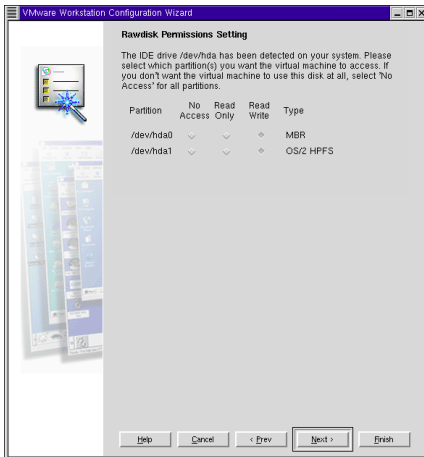 VMware Workstation Configuration Wizard
Rawdisk Permissions Setting
The IDE drive /dev/hda has been detected on your system. Please
select which partition(s) you want the virtual machine to access. If
you don't want the virtual machine to use this disk at all, select 'No
Access' for all partitions.
Partition No Access Read Only Read Write Type
/dev/hda0 MBR
/dev/hda1 OS/2 HPFS
Help Cancel < Prev Next > Finish